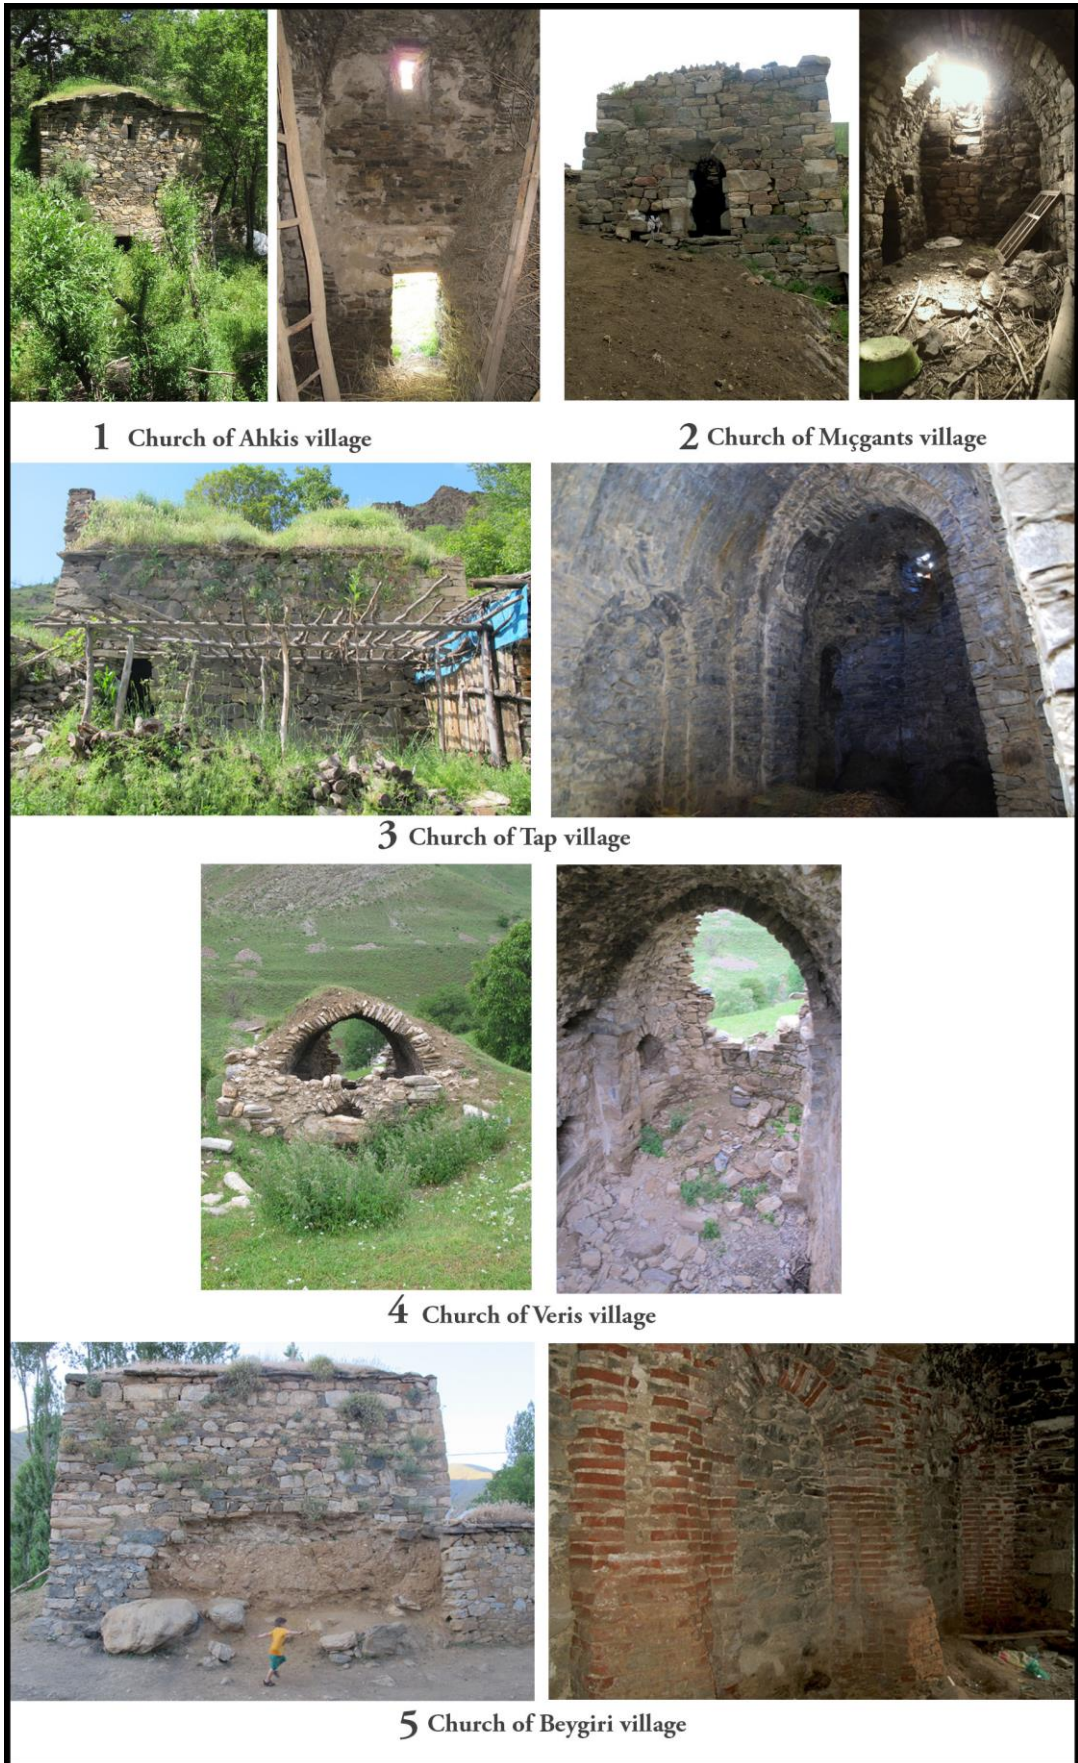 1 Church of Ahkis village
2 Church of Mıçgants village
3 Church of Tap village
4 Church of Veris village
5 Church of Beygiri village